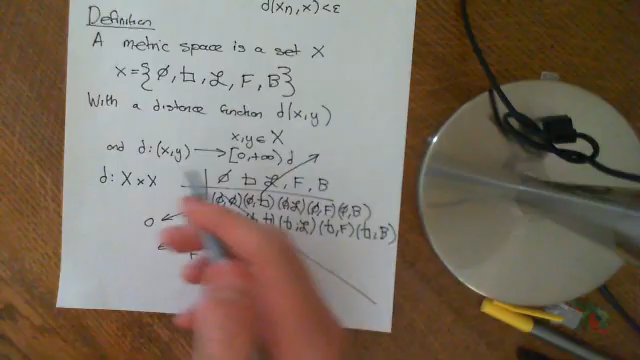 d(xn,x)<ε
Definition
A metric space is a set X
X={φ, ㄣ, ℒ, F, B}
With a distance function d(x,y)
x,y ∈ X
and d:(x,y) ⟶ [0,+∞)
d
d: X×X
φ ㄣ ℒ, F, B
(φ,φ)(φ,ㄣ)(φ,ℒ)(φ,F)(φ,B)
(ㄣ,ℒ)(ㄣ,F)(ㄣ,B)
0
F